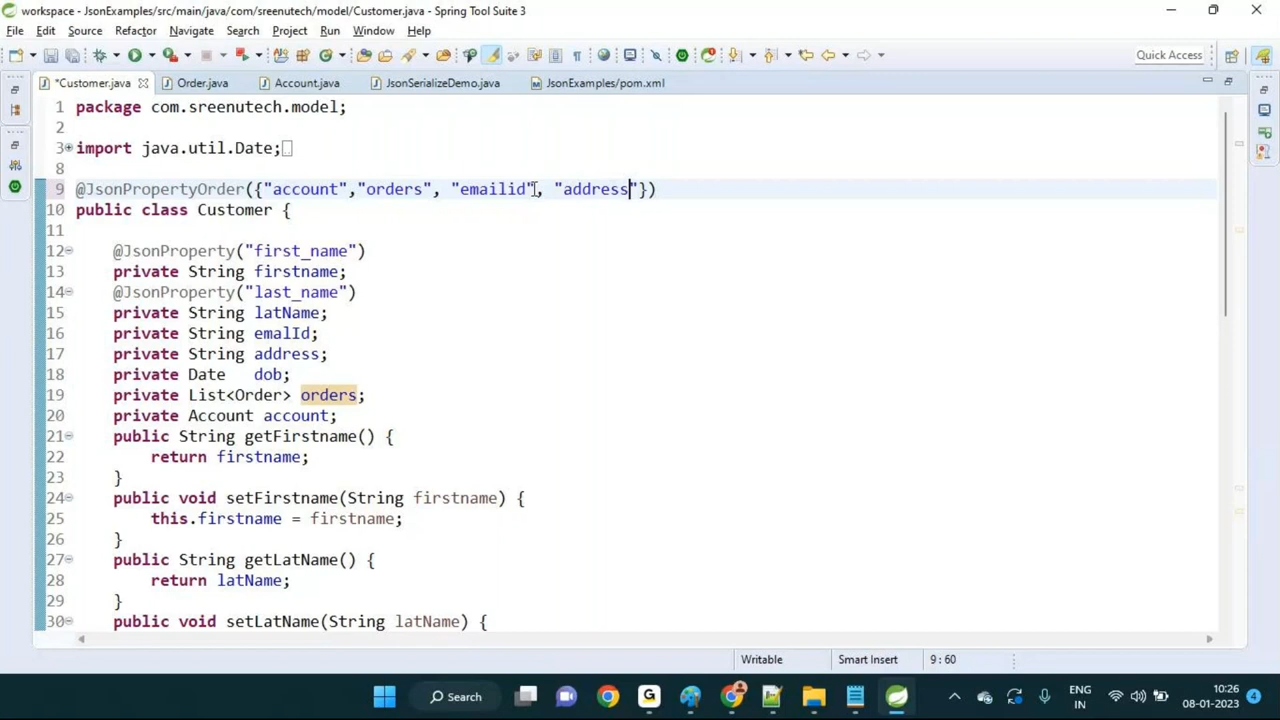 workspace - JsonExamples/src/main/java/com/sreenutech/model/Customer.java - Spring Tool Suite 3
File Edit Source Refactor Navigate Search Project Run Window Help
Quick Access
*Customer.java Order.java Account.java JsonSerializeDemo.java JsonExamples/pom.xml
1 package com.sreenutech.model;
2
3 import java.util.Date;
8
9 @JsonPropertyOrder({"account","orders", "emailid", "address"})
10 public class Customer {
11
12 @JsonProperty("first_name")
13 private String firstname;
14 @JsonProperty("last_name")
15 private String latName;
16 private String emalId;
17 private String address;
18 private Date dob;
19 private List<Order> orders;
20 private Account account;
21 public String getFirstname() {
22 return firstname;
23 }
24 public void setFirstname(String firstname) {
25 this.firstname = firstname;
26 }
27 public String getLatName() {
28 return latName;
29 }
30 public void setLatName(String latName) {
Writable Smart Insert 9:60
Search
ENG
IN
10:26
08-01-2023
4